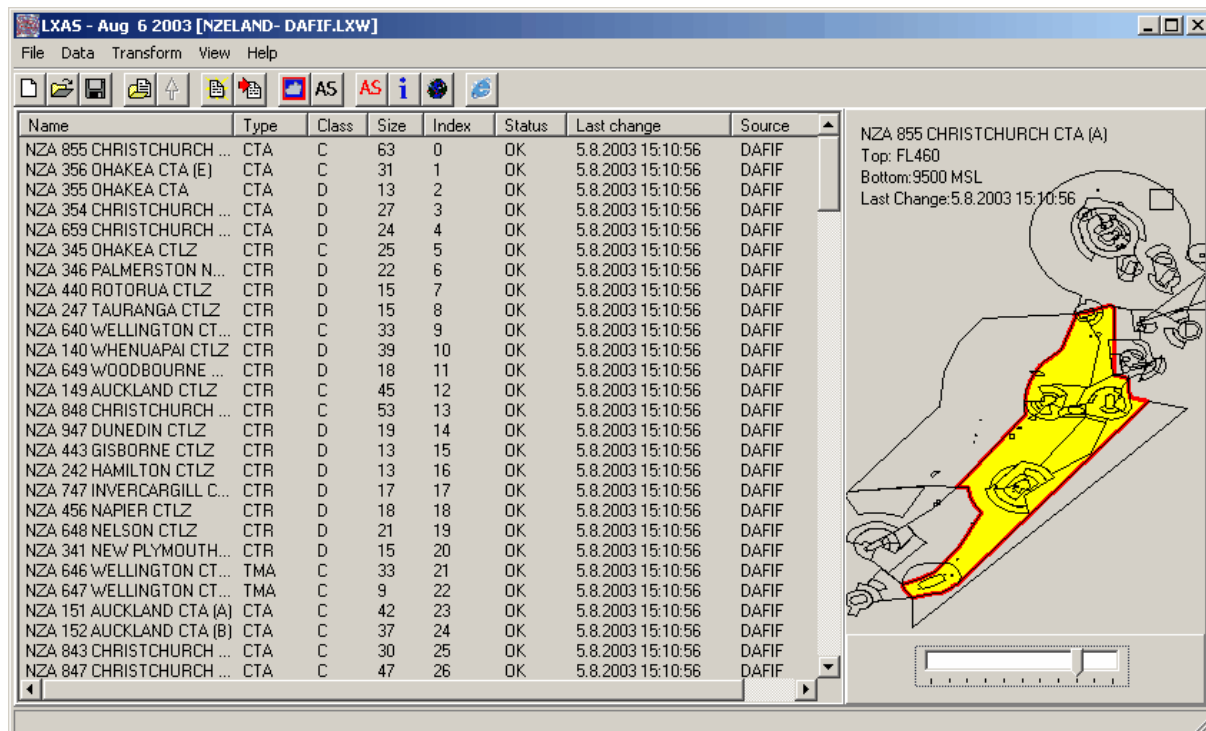 LXAS - Aug 6 2003 [NZELAND- DAFIF.LXW]
File Data Transform View Help
AS AS i
Name Type Class Size Index Status Last change Source
NZA 855 CHRISTCHURCH ... CTA C 63 0 OK 5.8.2003 15:10:56 DAFIF
NZA 356 OHAKEA CTA (E) CTA C 31 1 OK 5.8.2003 15:10:56 DAFIF
NZA 355 OHAKEA CTA CTA D 13 2 OK 5.8.2003 15:10:56 DAFIF
NZA 354 CHRISTCHURCH ... CTA D 27 3 OK 5.8.2003 15:10:56 DAFIF
NZA 659 CHRISTCHURCH ... CTA D 24 4 OK 5.8.2003 15:10:56 DAFIF
NZA 345 OHAKEA CTLZ CTR C 25 5 OK 5.8.2003 15:10:56 DAFIF
NZA 346 PALMERSTON N... CTR D 22 6 OK 5.8.2003 15:10:56 DAFIF
NZA 440 ROTORUA CTLZ CTR D 15 7 OK 5.8.2003 15:10:56 DAFIF
NZA 247 TAURANGA CTLZ CTR D 15 8 OK 5.8.2003 15:10:56 DAFIF
NZA 640 WELLINGTON CT... CTR C 33 9 OK 5.8.2003 15:10:56 DAFIF
NZA 140 WHENUAPAI CTLZ CTR D 39 10 OK 5.8.2003 15:10:56 DAFIF
NZA 649 WOODBOURNE ... CTR D 18 11 OK 5.8.2003 15:10:56 DAFIF
NZA 149 AUCKLAND CTLZ CTR C 45 12 OK 5.8.2003 15:10:56 DAFIF
NZA 848 CHRISTCHURCH ... CTR C 53 13 OK 5.8.2003 15:10:56 DAFIF
NZA 947 DUNEDIN CTLZ CTR D 19 14 OK 5.8.2003 15:10:56 DAFIF
NZA 443 GISBORNE CTLZ CTR D 13 15 OK 5.8.2003 15:10:56 DAFIF
NZA 242 HAMILTON CTLZ CTR D 13 16 OK 5.8.2003 15:10:56 DAFIF
NZA 747 INVERCARGILL C... CTR D 17 17 OK 5.8.2003 15:10:56 DAFIF
NZA 456 NAPIER CTLZ CTR D 18 18 OK 5.8.2003 15:10:56 DAFIF
NZA 648 NELSON CTLZ CTR D 21 19 OK 5.8.2003 15:10:56 DAFIF
NZA 341 NEW PLYMOUTH... CTR D 15 20 OK 5.8.2003 15:10:56 DAFIF
NZA 646 WELLINGTON CT... TMA C 33 21 OK 5.8.2003 15:10:56 DAFIF
NZA 647 WELLINGTON CT... TMA C 9 22 OK 5.8.2003 15:10:56 DAFIF
NZA 151 AUCKLAND CTA (A) CTA C 42 23 OK 5.8.2003 15:10:56 DAFIF
NZA 152 AUCKLAND CTA (B) CTA C 37 24 OK 5.8.2003 15:10:56 DAFIF
NZA 843 CHRISTCHURCH ... CTA C 30 25 OK 5.8.2003 15:10:56 DAFIF
NZA 847 CHRISTCHURCH ... CTA C 47 26 OK 5.8.2003 15:10:56 DAFIF
NZA 855 CHRISTCHURCH CTA (A)
Top: FL460
Bottom:9500 MSL
Last Change:5.8.2003 15:10:56